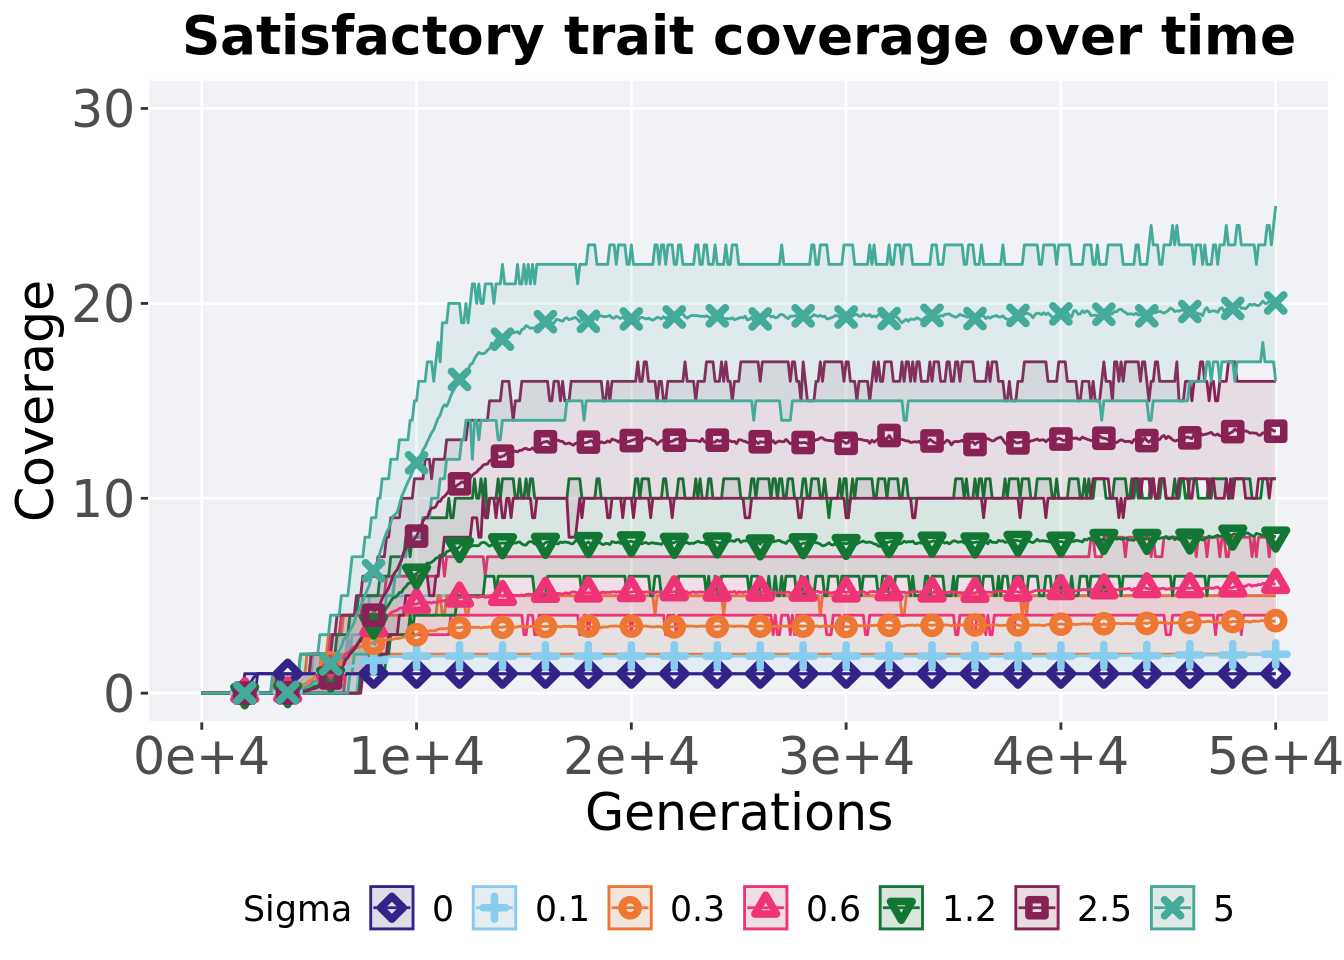 Satisfactory trait coverage over time
30
20
10
0
Coverage
0e+4 1e+4 2e+4 3e+4 4e+4 5e+4
Generations
Sigma 0 0.1 0.3 0.6 1.2 2.5 5